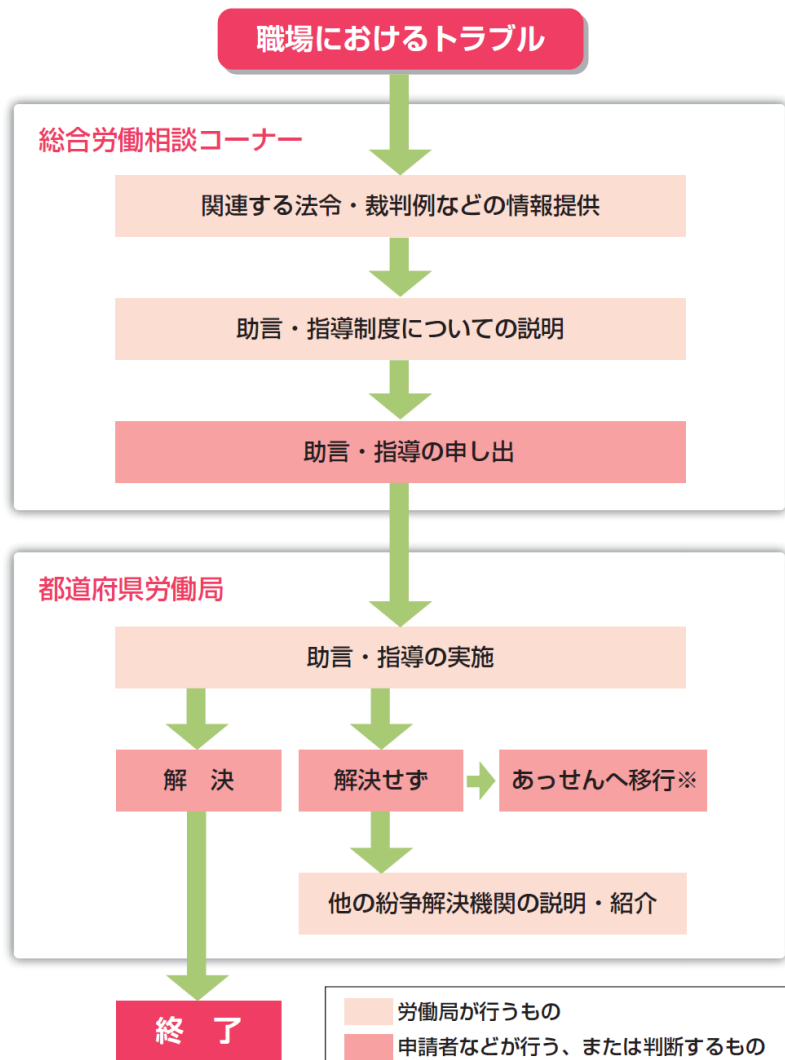 職場におけるトラブル
総合労働相談コーナー
関連する法令・裁判例などの情報提供
助言・指導制度についての説明
助言・指導の申し出
都道府県労働局
助言・指導の実施
解　決
解決せず
あっせんへ移行※
他の紛争解決機関の説明・紹介
終　了
労働局が行うもの
申請者などが行う、または判断するもの